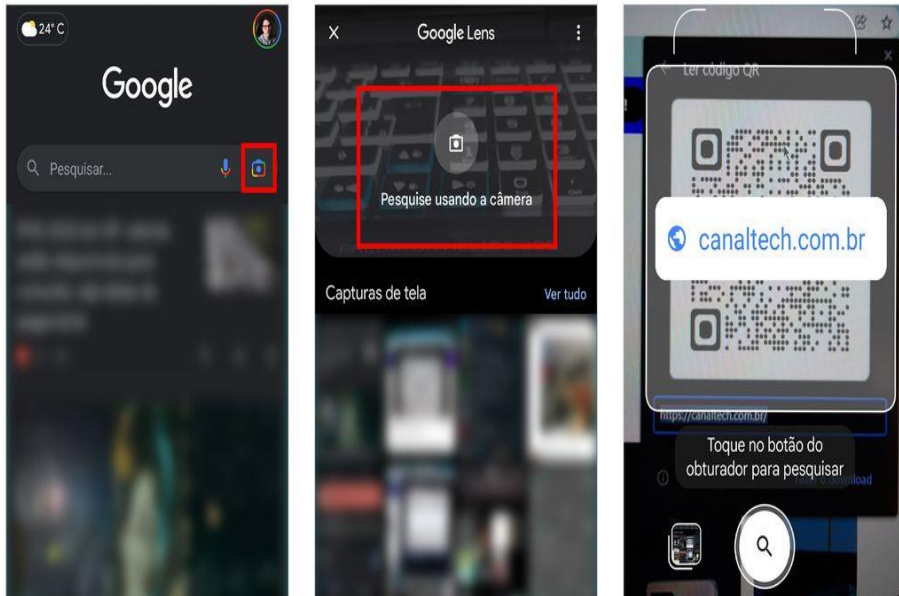 24° C
Google
Pesquisar...
Google Lens
Pesquise usando a câmera
Capturas de tela
Ver tudo
Ler código QR
canaltech.com.br
https://canaltech.com.br/
Toque no botão do
obturador para pesquisar
download